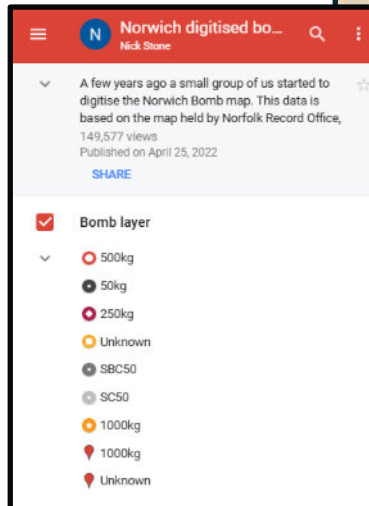 N
Norwich digitised bo...
Nick Stone
A few years ago a small group of us started to
digitise the Norwich Bomb map. This data is
based on the map held by Norfolk Record Office,
149,577 views
Published on April 25, 2022
SHARE
Bomb layer
500kg
50kg
250kg
Unknown
SBC50
SC50
1000kg
1000kg
Unknown